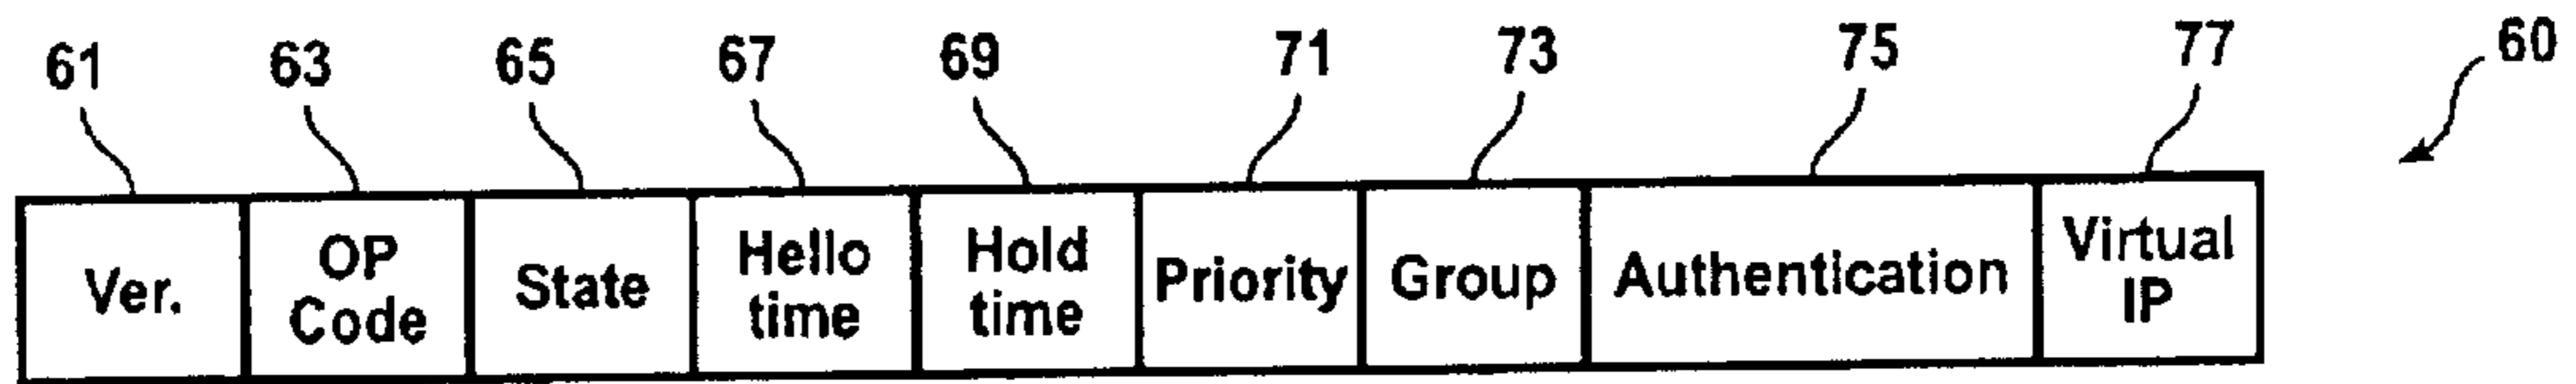 61 63 65 67 69 71 73 75 77 60
Ver. OP Code State Hello time Hold time Priority Group Authentication Virtual IP